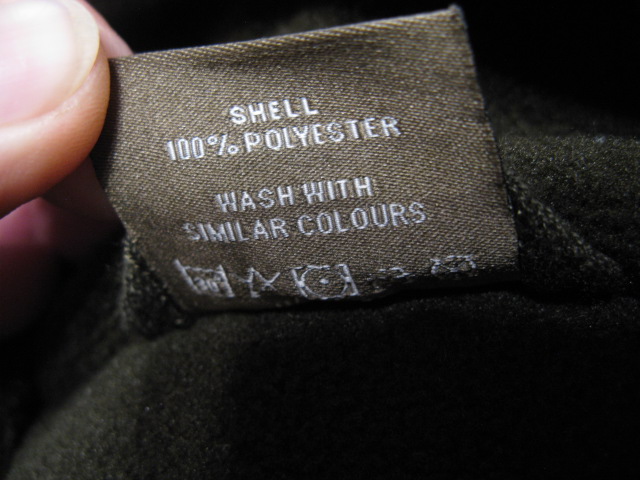 SHELL
100% POLYESTER
WASH WITH
SIMILAR COLOURS